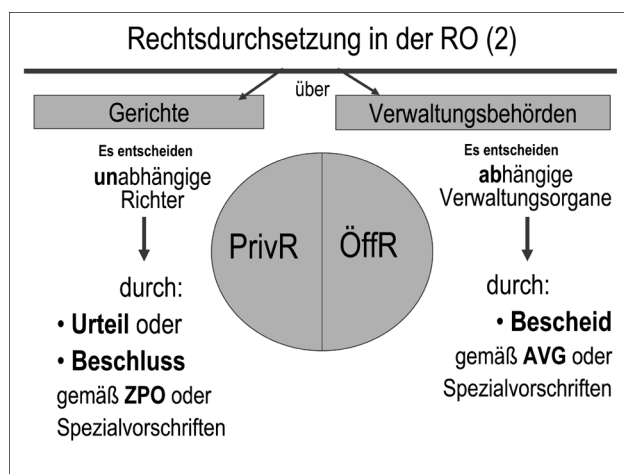 Rechtsdurchsetzung in der RO (2)
über
Gerichte
Es entscheiden
unabhängige
Richter
durch:
• Urteil oder
• Beschluss
gemäß ZPO oder
Spezialvorschriften
PrivR
ÖffR
Verwaltungsbehörden
Es entscheiden
abhängige
Verwaltungsorgane
durch:
• Bescheid
gemäß AVG oder
Spezialvorschriften